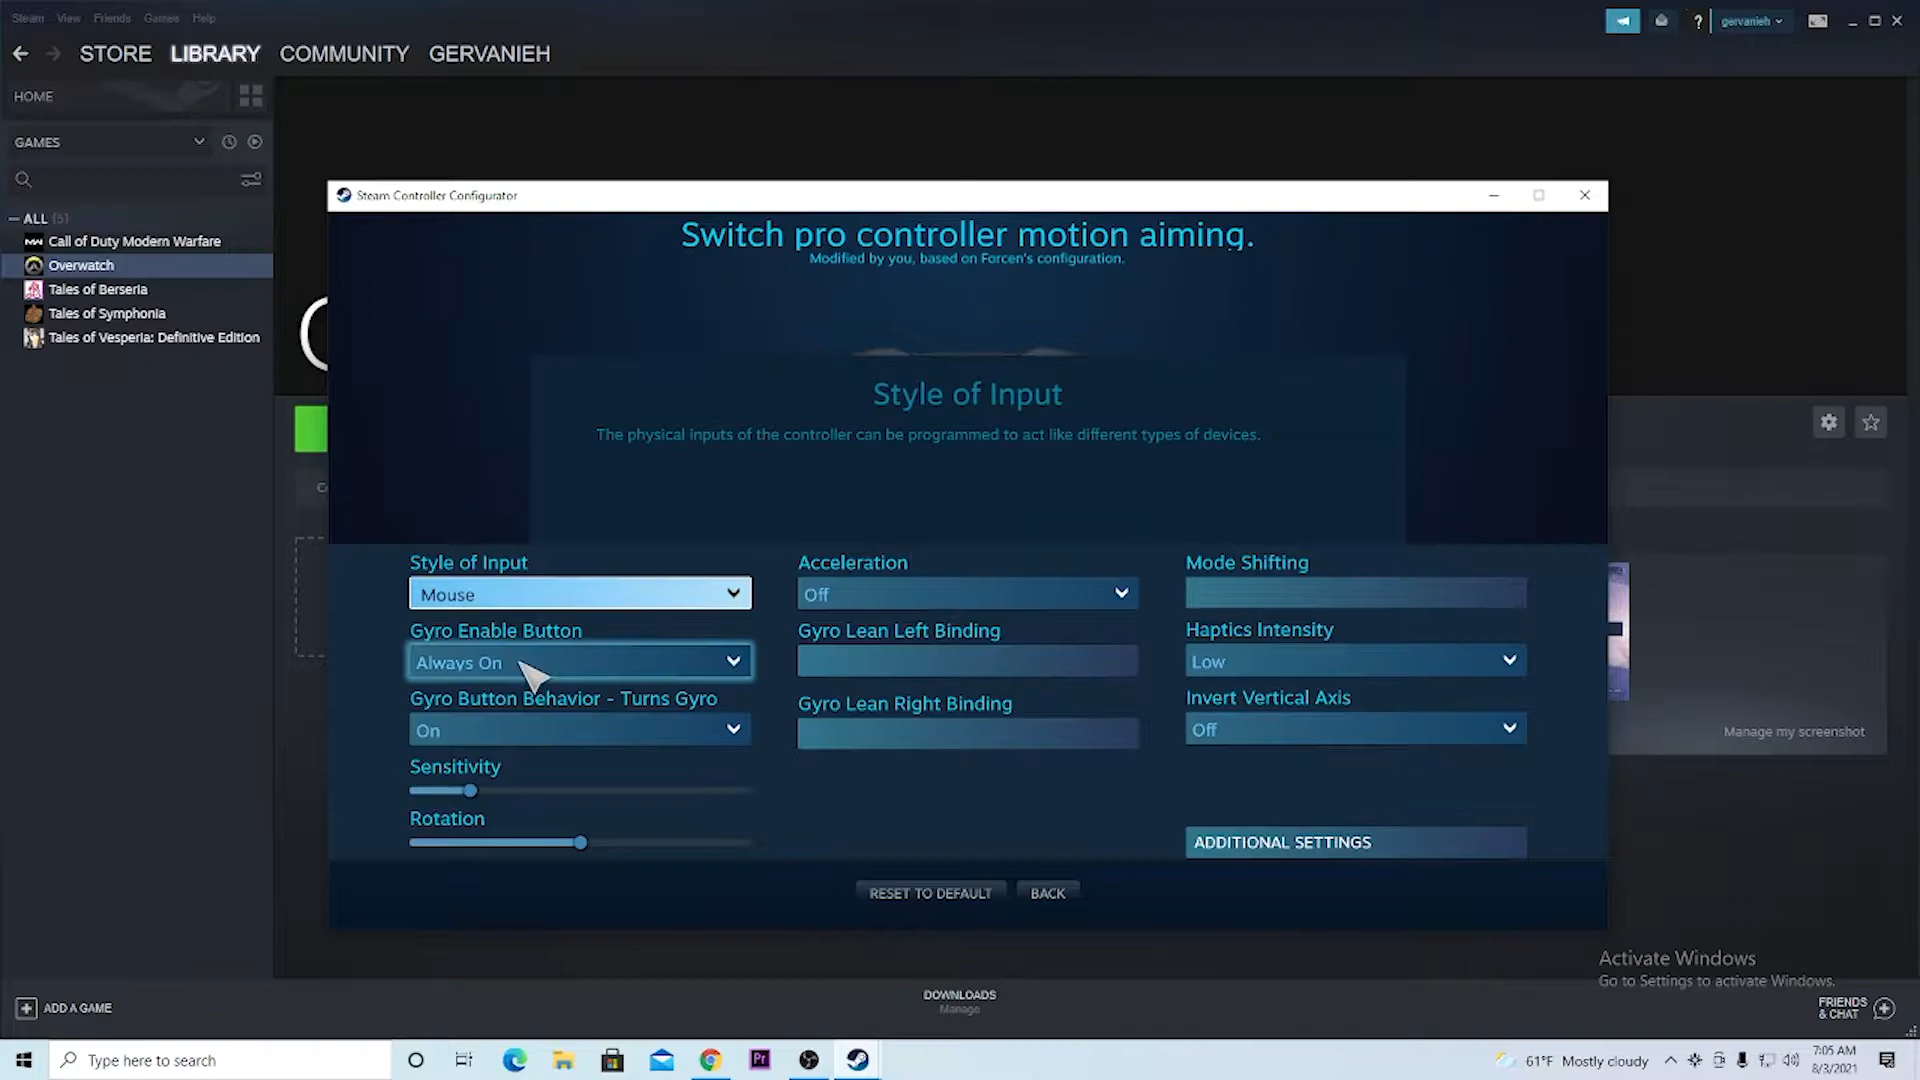 Steam View Friends Games Help
gervanieh
STORE LIBRARY COMMUNITY GERVANIEH
HOME
GAMES
ALL (5)
Call of Duty Modern Warfare
Overwatch
Tales of Berseria
Tales of Symphonia
Tales of Vesperia: Definitive Edition
Steam Controller Configurator
Switch pro controller motion aiming.
Modified by you, based on Forcen's configuration.
Style of Input
The physical inputs of the controller can be programmed to act like different types of devices.
Style of Input
Mouse
Gyro Enable Button
Always On
Gyro Button Behavior - Turns Gyro
On
Sensitivity
Rotation
Acceleration
Off
Gyro Lean Left Binding
Gyro Lean Right Binding
Mode Shifting
Haptics Intensity
Low
Invert Vertical Axis
Off
ADDITIONAL SETTINGS
RESET TO DEFAULT BACK
Manage my screenshot
Activate Windows
Go to Settings to activate Windows.
ADD A GAME
DOWNLOADS
Manage
FRIENDS
& CHAT
Type here to search
Pr
61°F Mostly cloudy
7:05 AM
8/3/2021